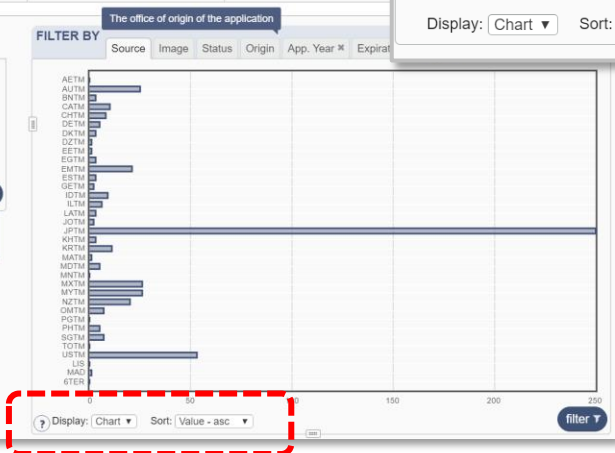 Display: Chart ▼ Sort:
The office of origin of the application
FILTER BY
Source Image Status Origin App. Year × Expirat
AETM
AUTM
BNTM
CATM
CHTM
DETM
DKTM
DZTM
EETM
EGTM
EMTM
ESTM
GETM
IDTM
ILTM
LATM
JOTM
JPTM
KHTM
KRTM
MATM
MDTM
MNTM
MXTM
MYTM
NZTM
OMTM
PGTM
PHTM
SGTM
TOTM
USTM
LIS
MAD
6TER
0 50 150 200 250
? Display: Chart ▼ Sort: Value - asc ▼
filter